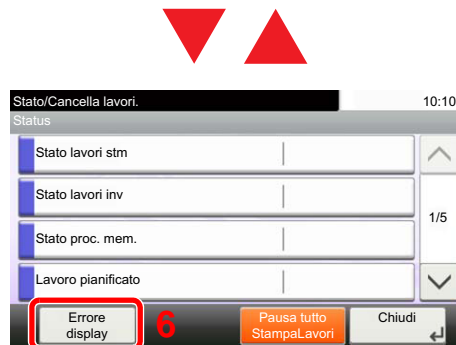 Stato/Cancella lavori.
10:10
Status
Stato lavori stm
Stato lavori inv
1/5
Stato proc. mem.
Lavoro pianificato
Errore
display
6
Pausa tutto
StampaLavori
Chiudi